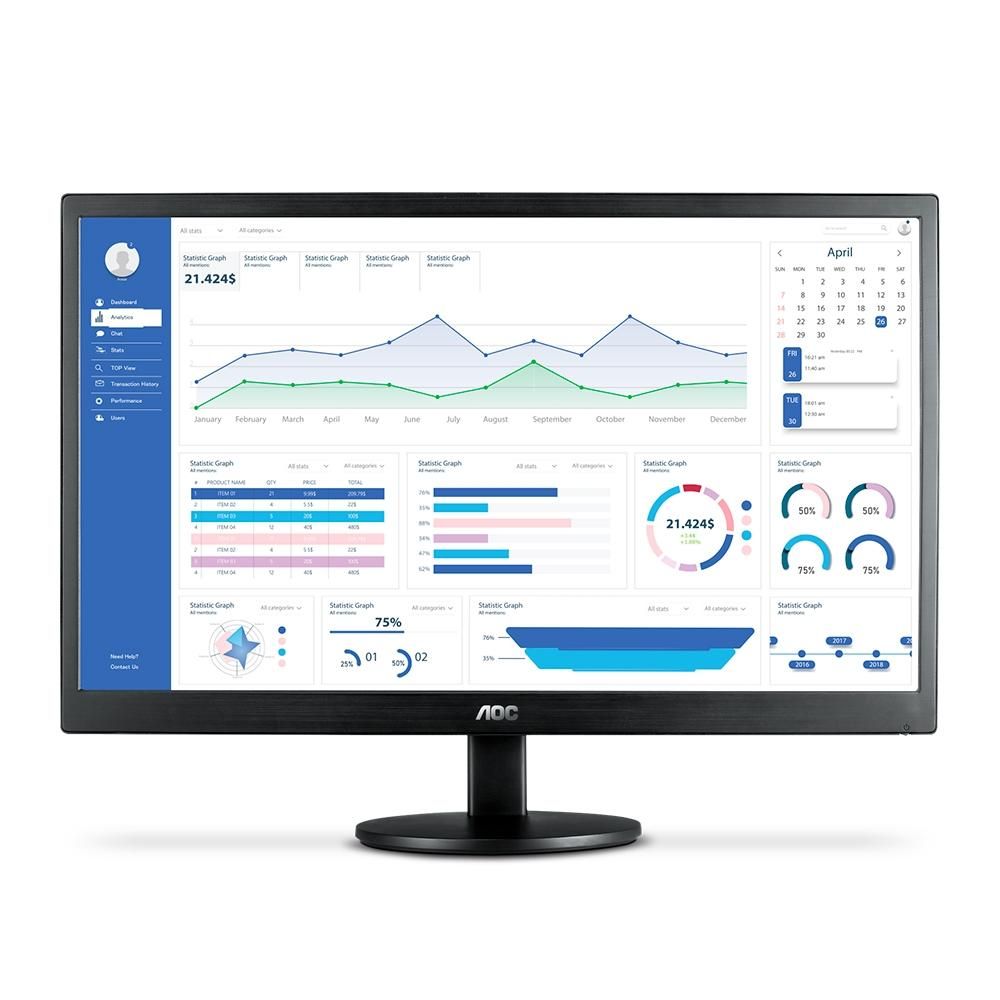 All stats
All categories
2
Dashboard
Analytics
Chat
Stats
TOP View
Transaction History
Performance
Users
Need Help?
Contact Us
Statistic Graph
All mentions:
21.424$
Statistic Graph
All mentions:
Statistic Graph
All mentions:
Statistic Graph
All mentions:
Statistic Graph
All mentions:
January February March April May June July August September October November December
April
SUN MON TUE WED THU FRI SAT
1 2 3 4 5 6
7 8 9 10 11 12 13
14 15 16 17 18 19 20
21 22 23 24 25 26 27
28 29 30
FRI
26
16:21 am
11:40 am
TUE
30
18:01 am
12:30 am
Statistic Graph
All mentions:
All stats
All categories
# PRODUCT NAME QTY PRICE TOTAL
1 ITEM 01 21 9.99$ 209.79$
2 ITEM 02 4 5.5$ 22$
3 ITEM 03 5 20$ 100$
4 ITEM 04 12 40$ 480$
2 ITEM 02 4 5.5$ 22$
3 ITEM 03 5 20$ 100$
4 ITEM 04 12 40$ 480$
Statistic Graph
All mentions:
All stats
All categories
76%
35%
88%
34%
47%
62%
Statistic Graph
All mentions:
21.424$
Statistic Graph
All mentions:
50%
50%
75%
75%
Statistic Graph
All mentions:
All categories
Statistic Graph
All mentions:
All categories
75%
25%
01
50%
02
Statistic Graph
All mentions:
All stats
All categories
76%
35%
Statistic Graph
All mentions:
2017
20
2016
2018
AOC